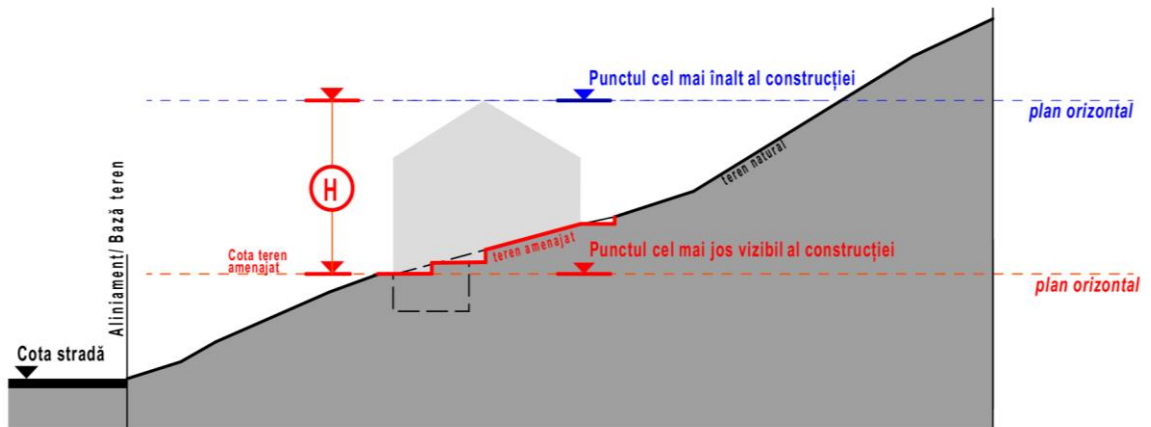 Punctul cel mai înalt al construcției
plan orizontal
teren natural
Aliniament/ Bază teren
H
Cota teren
amenajat
teren amenajat
Punctul cel mai jos vizibil al construcției
plan orizontal
Cota stradă